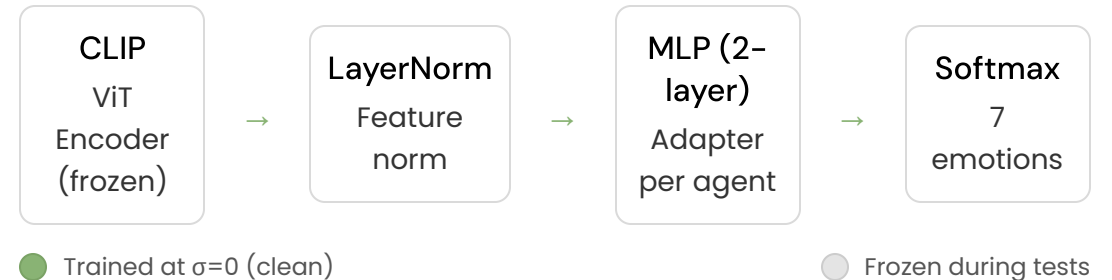 CLIP
ViT
Encoder
(frozen)
→
LayerNorm
Feature
norm
→
MLP (2-
layer)
Adapter
per agent
→
Softmax
7
emotions
Trained at σ=0 (clean)
Frozen during tests